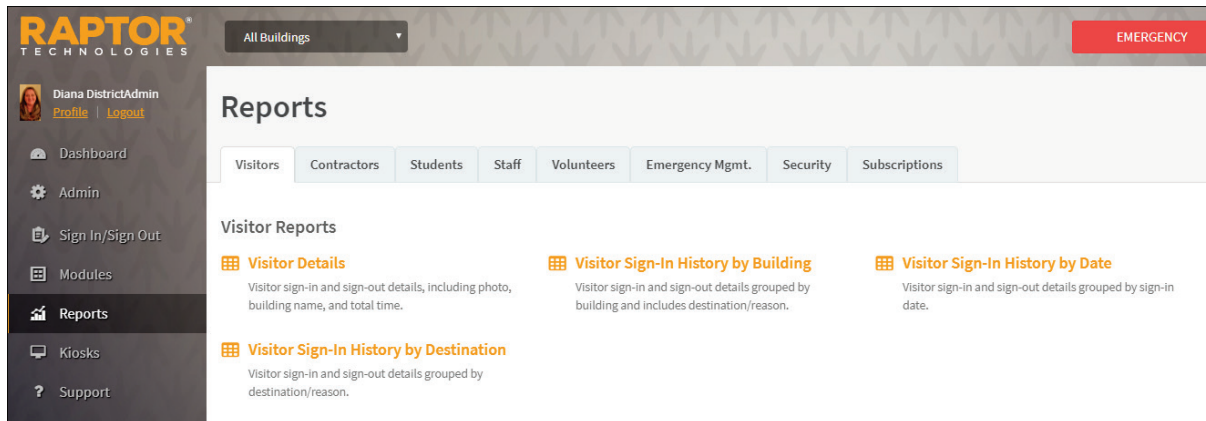 RAPTOR®
TECHNOLOGIES
All Buildings
EMERGENCY
Diana DistrictAdmin
Profile | Logout
Dashboard
Admin
Sign In/Sign Out
Modules
Reports
Kiosks
Support
Reports
Visitors Contractors Students Staff Volunteers Emergency Mgmt. Security Subscriptions
Visitor Reports
Visitor Details
Visitor sign-in and sign-out details, including photo,
building name, and total time.
Visitor Sign-In History by Building
Visitor sign-in and sign-out details grouped by
building and includes destination/reason.
Visitor Sign-In History by Date
Visitor sign-in and sign-out details grouped by sign-in
date.
Visitor Sign-In History by Destination
Visitor sign-in and sign-out details grouped by
destination/reason.